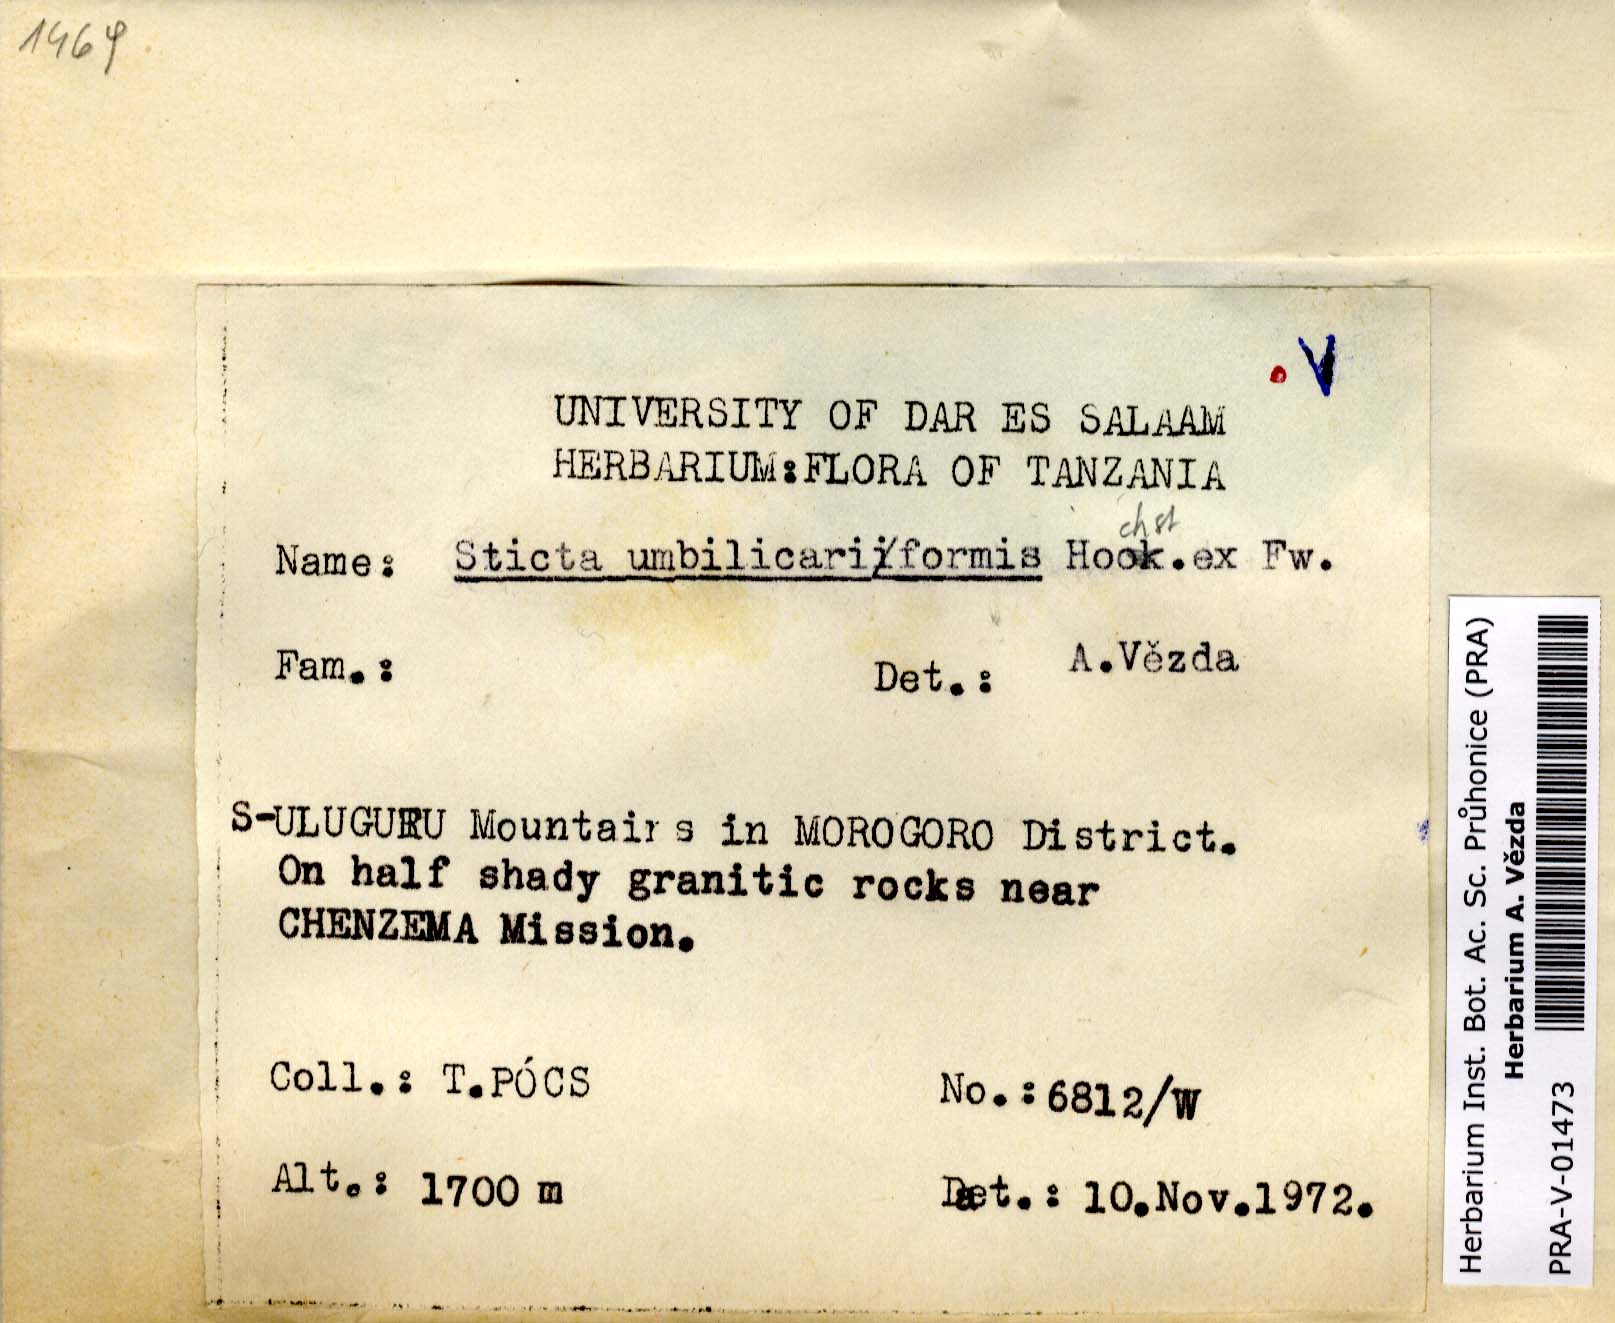 1469
UNIVERSITY OF DAR ES SALAAM
HERBARIUM:FLORA OF TANZANIA
chst
Name: Sticta umbilicariiformis Hook.ex Fw.
Fam.: Det.: A.Vězda
S-ULUGURU Mountains in MOROGORO District.
On half shady granitic rocks near
CHENZEMA Mission.
Coll.: T.PÓCS No.:6812/W
Alt.: 1700 m Dat.: 10.Nov.1972.
V
Herbarium Inst. Bot. Ac. Sc. Průhonice (PRA)
Herbarium A. Vězda
PRA-V-01473